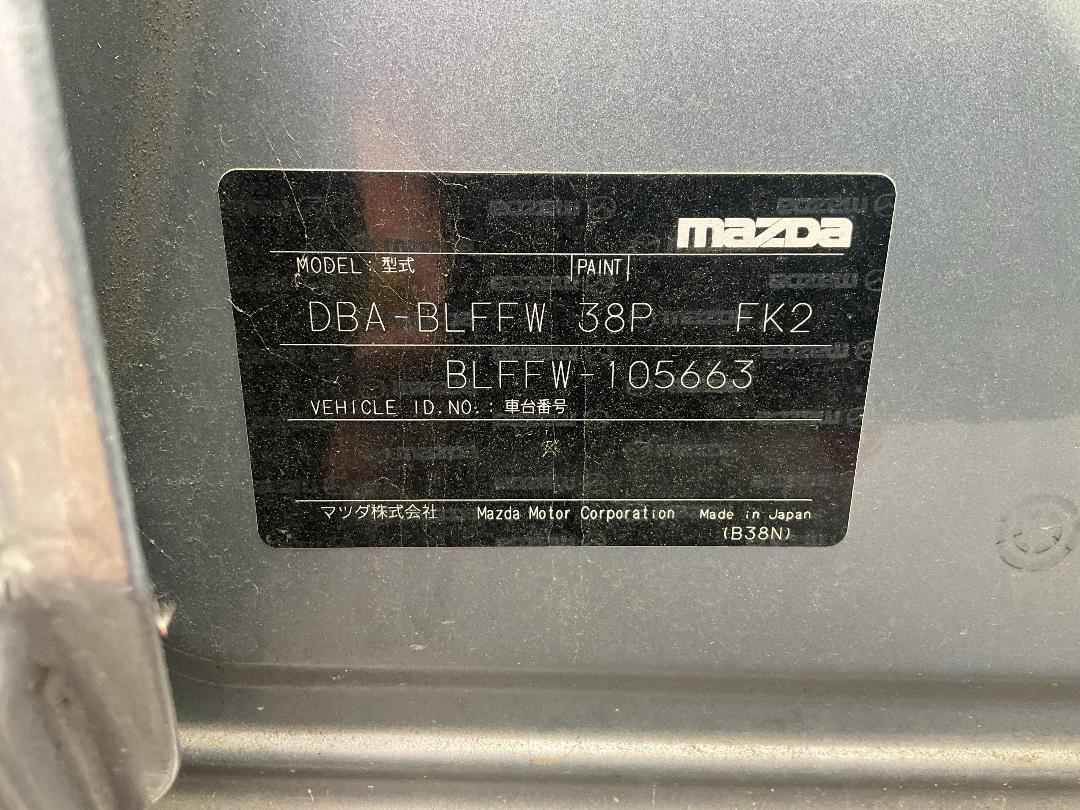 mazda
MODEL : 型式 PAINT
DBA-BLFFW 38P FK2
BLFFW-105663
VEHICLE ID.NO. : 車台番号
マツダ株式会社 Mazda Motor Corporation Made in Japan
(B38N)